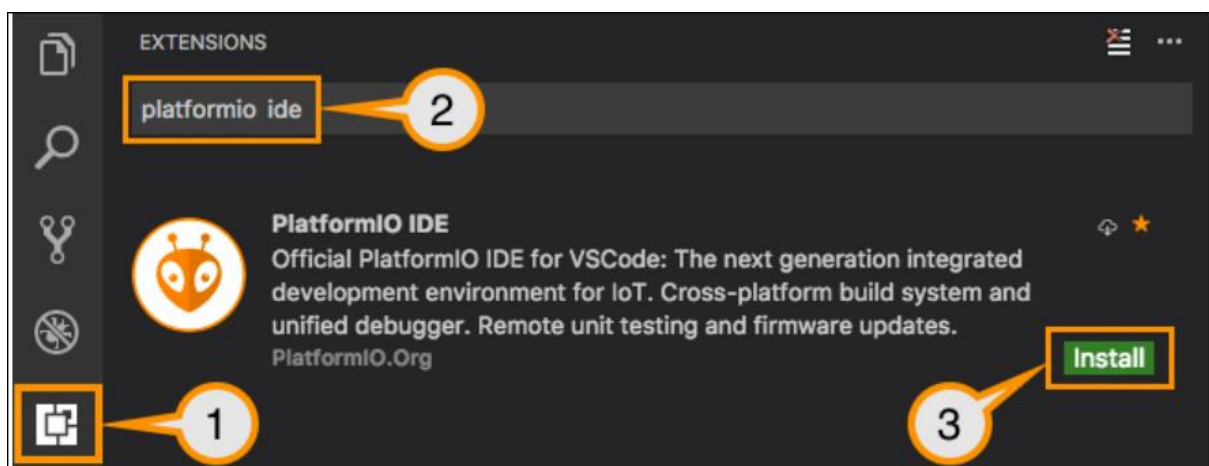 EXTENSIONS
platformio ide
2
PlatformIO IDE
Official PlatformIO IDE for VSCode: The next generation integrated
development environment for IoT. Cross-platform build system and
unified debugger. Remote unit testing and firmware updates.
PlatformIO.Org
Install
1
3